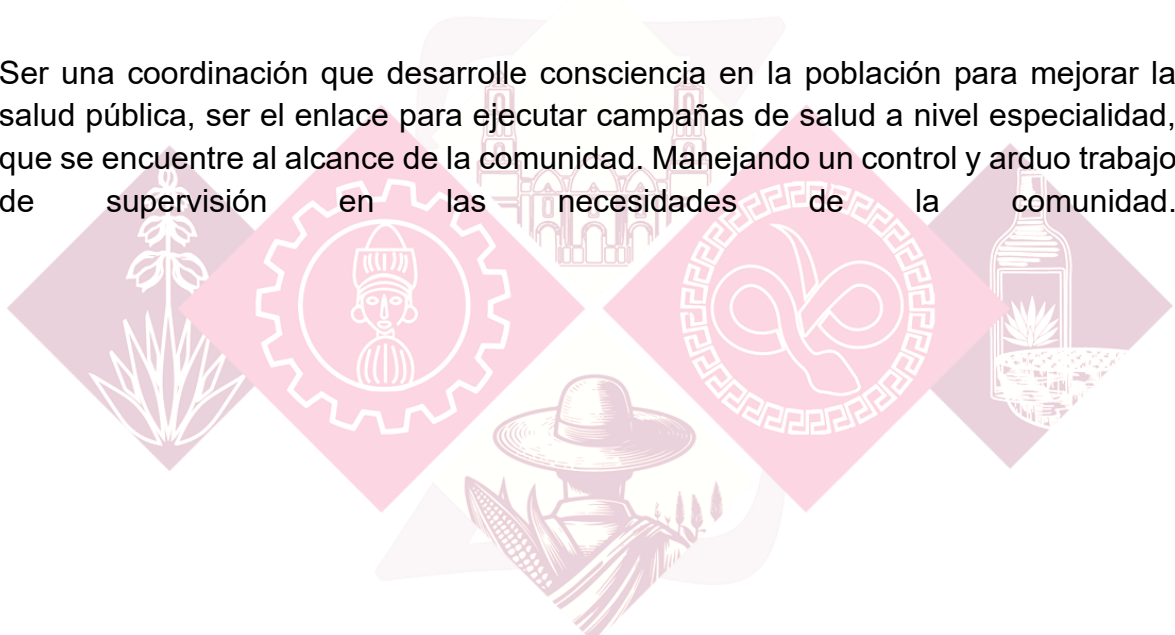 Ser una coordinación que desarrolle consciencia en la población para mejorar la
salud pública, ser el enlace para ejecutar campañas de salud a nivel especialidad,
que se encuentre al alcance de la comunidad. Manejando un control y arduo trabajo
de supervisión en las necesidades de la comunidad.